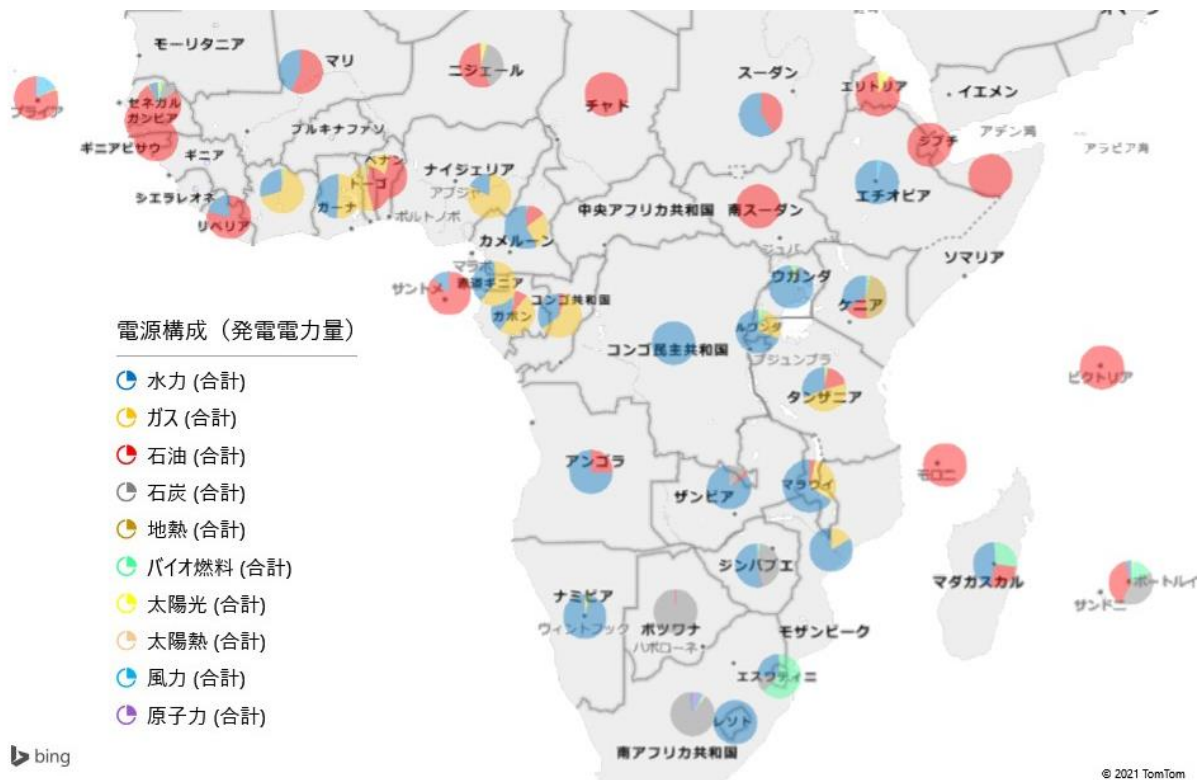 モーリタニア
マリ
ニジェール
チャド
スーダン
エリトリア
イエメン
プライア
セネガル
ガンビア
ギニアビサウ
ギニア
ブルキナファソ
ベナン
トーゴ
ナイジェリア
アブジャ
ジブチ
アデン湾
アラビア海
シエラレオネ
リベリア
ガーナ
ポルトノボ
カメルーン
中央アフリカ共和国
南スーダン
ジュバ
エチオピア
ソマリア
マラボ
赤道ギニア
サントメ
ガボン
コンゴ共和国
ウガンダ
ケニア
ルワンダ
ブジュンブラ
コンゴ民主共和国
タンザニア
ビクトリア
電源構成(発電電力量)
水力 (合計)
ガス (合計)
石油 (合計)
石炭 (合計)
地熱 (合計)
バイオ燃料 (合計)
太陽光 (合計)
太陽熱 (合計)
風力 (合計)
原子力 (合計)
アンゴラ
ザンビア
マラウイ
モロニ
ジンバブエ
マダガスカル
ポートルイ
サンドニ
ナミビア
ウィントフック
ボツワナ
ハボローネ
モザンビーク
エスワティニ
レソト
南アフリカ共和国
bing
© 2021 TomTom